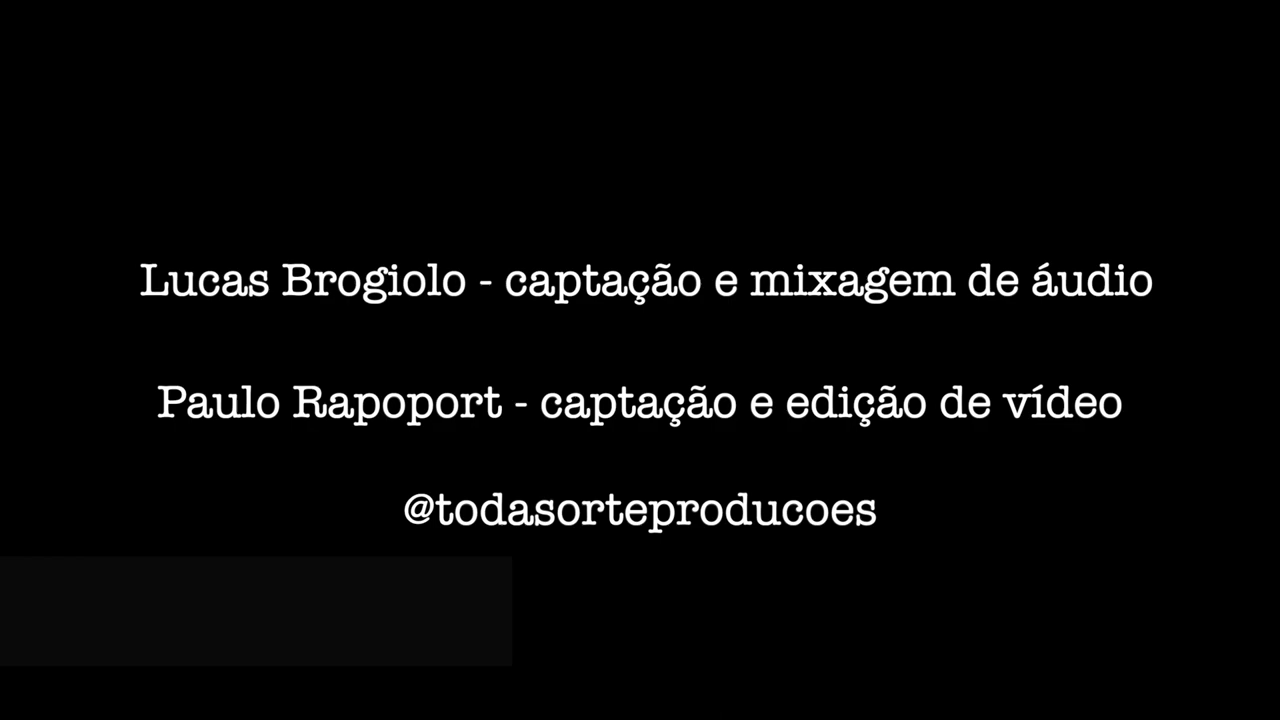 Lucas Brogiolo - captação e mixagem de áudio
Paulo Rapoport - captação e edição de vídeo
@todasorteproducoes